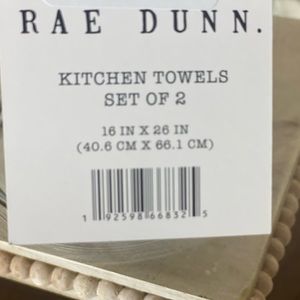 RAE DUNN.
KITCHEN TOWELS
SET OF 2
16 IN X 26 IN
(40.6 CM X 66.1 CM)
1 92598 66832 5